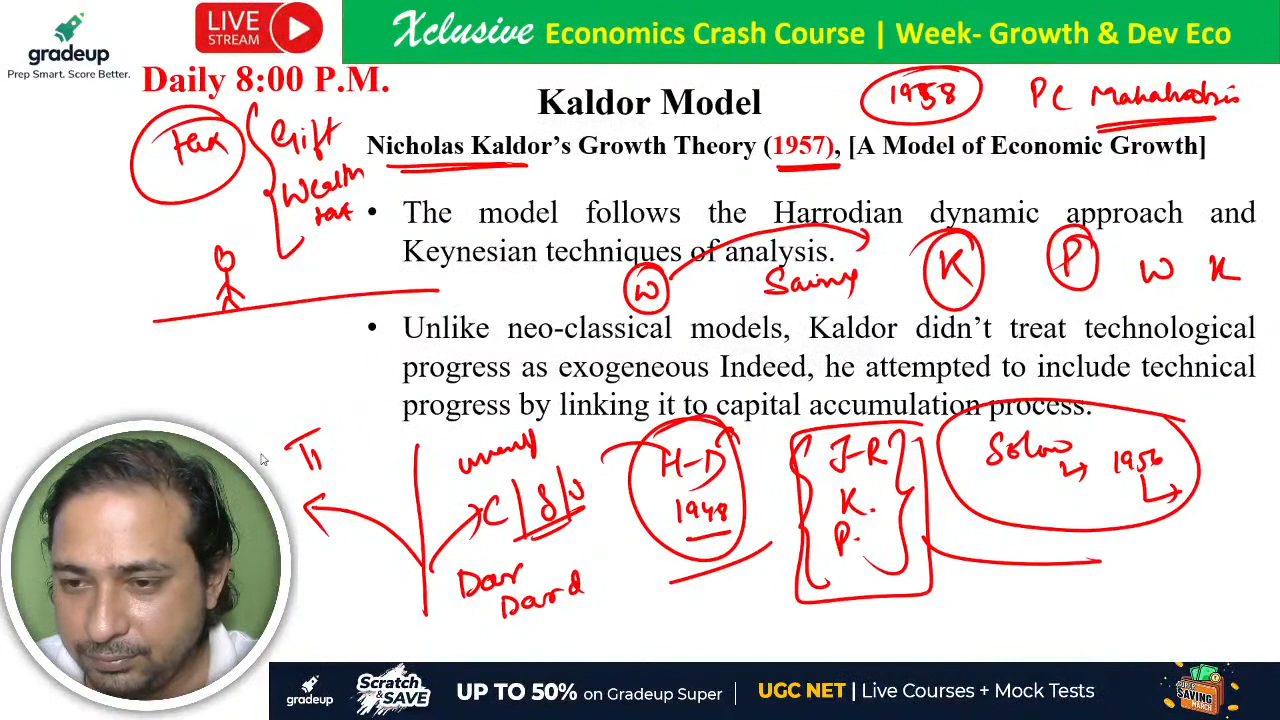 gradeup
Prep Smart. Score Better.
LIVE
STREAM
Xclusive Economics Crash Course | Week- Growth & Dev Eco
Daily 8:00 P.M.
Kaldor Model
1958
PC
tax
Gift
Wealth
tax
Nicholas Kaldor’s Growth Theory (1957), [A Model of Economic Growth]
• The model follows the Harrodian dynamic approach and
Keynesian techniques of analysis.
W
K
P
W K
• Unlike neo-classical models, Kaldor didn’t treat technological
progress as exogeneous Indeed, he attempted to include technical
progress by linking it to capital accumulation process.
H-D
1948
J-R
K.
P.
Solow
1956
gradeup
Scratch
& SAVE
UP TO 50% on Gradeup Super
UGC NET | Live Courses + Mock Tests
SUPER
SAVING
MARCH